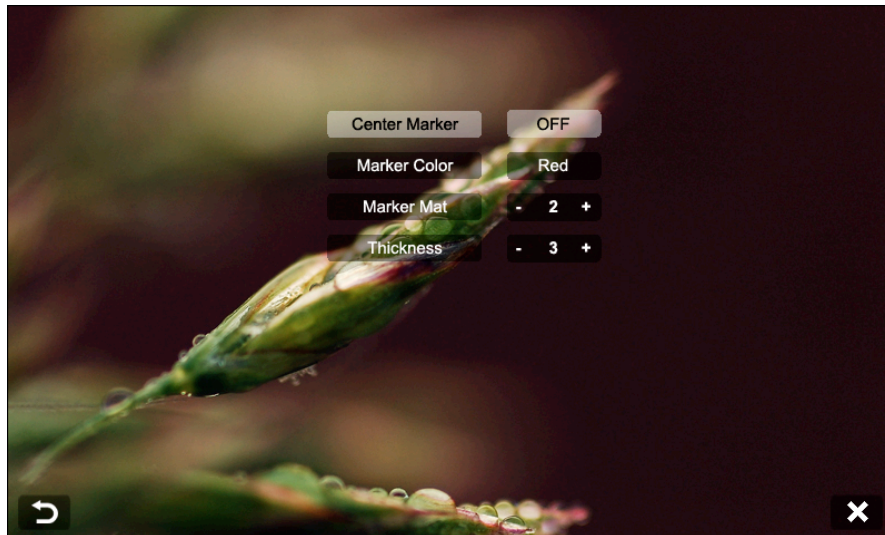 Center Marker OFF
Marker Color Red
Marker Mat - 2 +
Thickness - 3 +